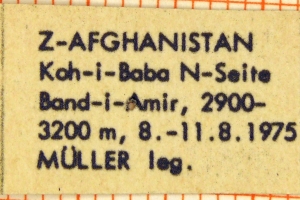 Z-AFGHANISTAN
Koh-i-Baba N-Seite
Band-i-Amir, 2900-
3200 m, 8.-11.8.1975
MÜLLER leg.